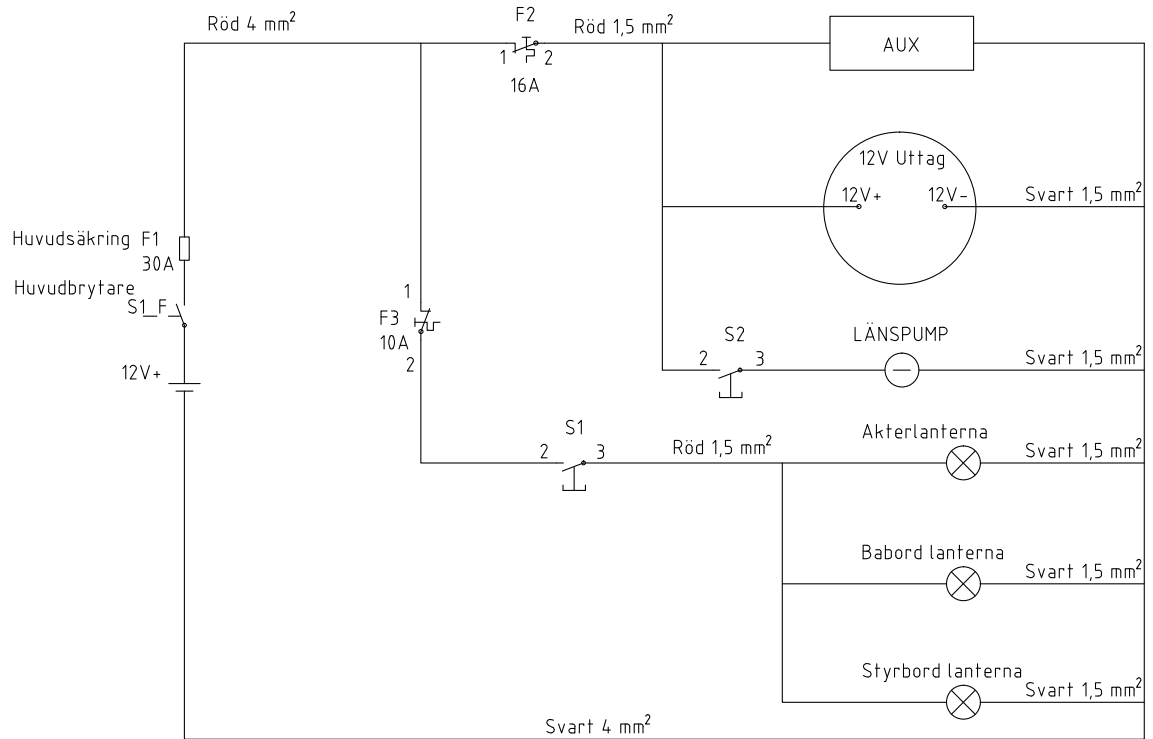 F2
Röd 4 mm²
Röd 1,5 mm²
AUX
1 2
16A
12V Uttag
12V+ 12V-
Svart 1,5 mm²
Huvudsäkring F1
30A
Huvudbrytare
S1 F
1
F3
10A
2
S2
LÄNSPUMP
2 3
Svart 1,5 mm²
12V+
S1
Akterlanterna
2 3
Röd 1,5 mm²
Svart 1,5 mm²
Babord lanterna
Svart 1,5 mm²
Styrbord lanterna
Svart 1,5 mm²
Svart 4 mm²